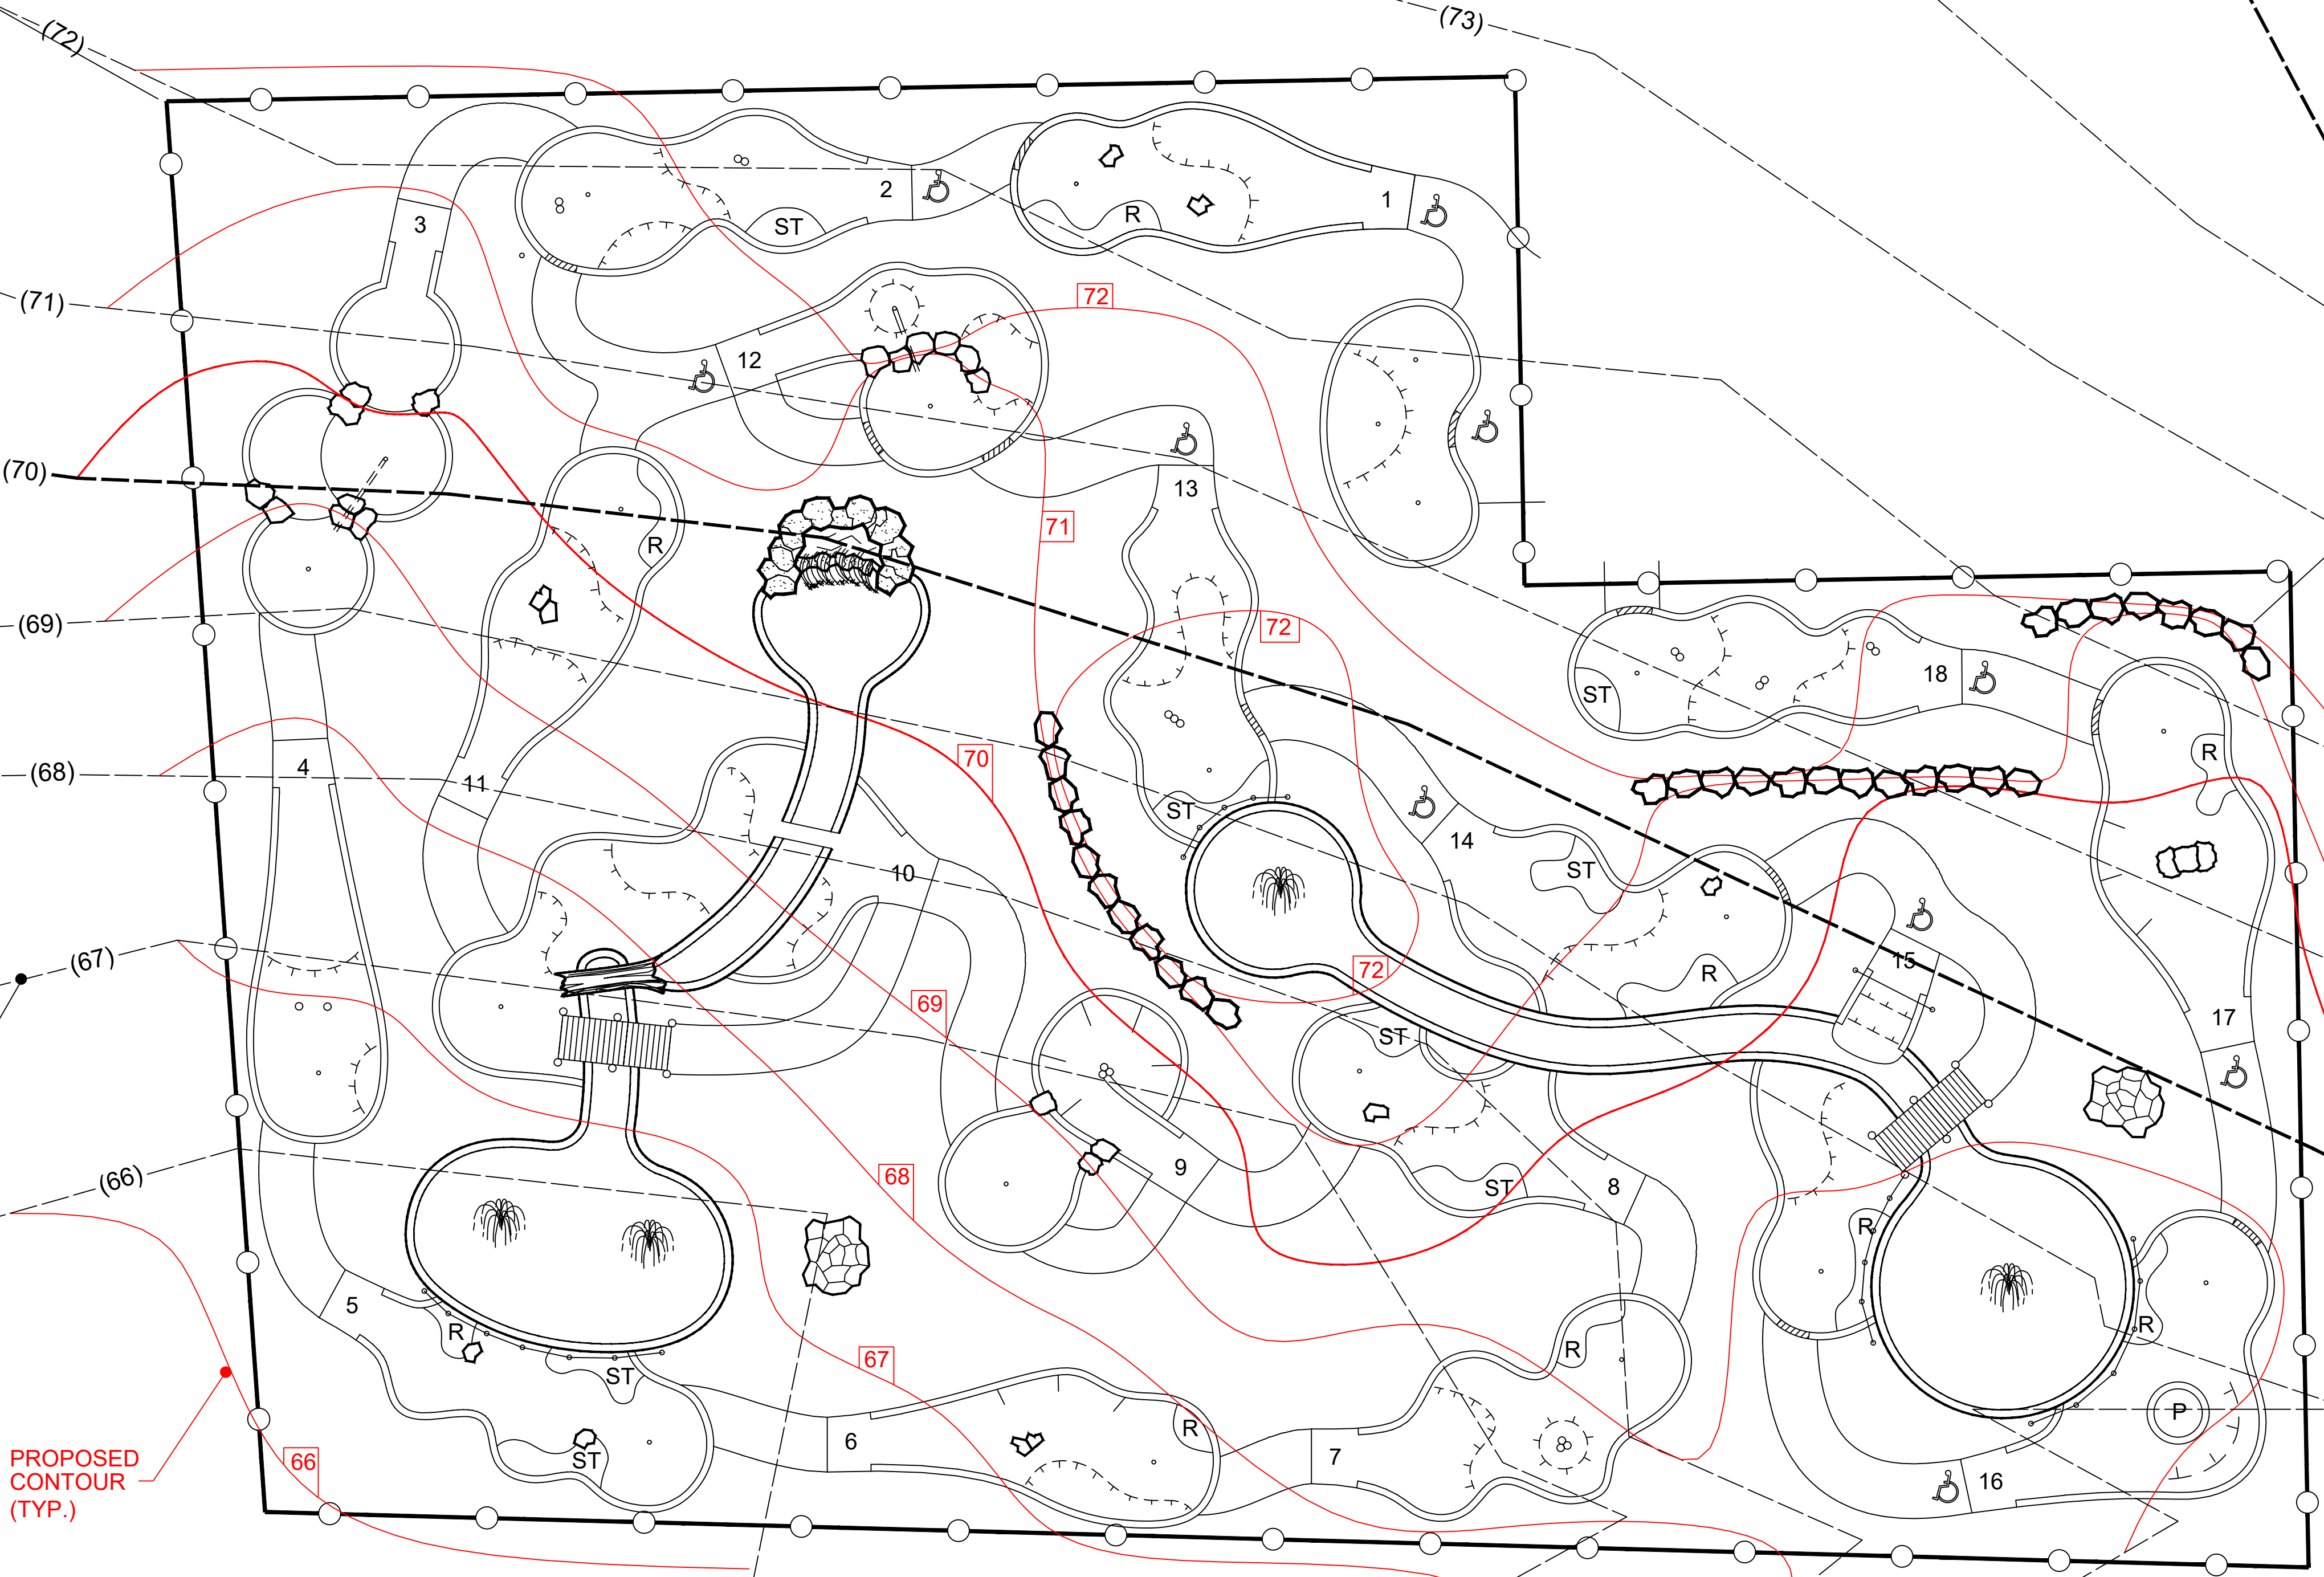 (72)
(73)
2
1
3
ST
R
(71)
72
12
(70)
13
71
R
(69)
72
18
ST
70
R
(68)
4
11
ST
14
ST
10
15
(67)
72
R
69
ST
17
9
8
(66)
68
ST
R
5
R
R
R
67
ST
P
6
R
7
ST
66
16
PROPOSED
CONTOUR
(TYP.)